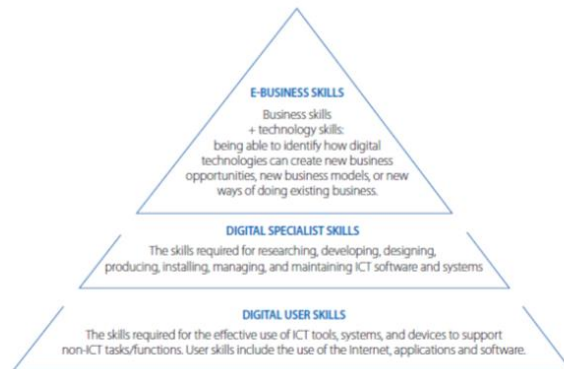 E-BUSINESS SKILLS
Business skills
+ technology skills:
being able to identify how digital
technologies can create new business
opportunities, new business models, or new
ways of doing existing business.
DIGITAL SPECIALIST SKILLS
The skills required for researching, developing, designing,
producing, installing, managing, and maintaining ICT software and systems
DIGITAL USER SKILLS
The skills required for the effective use of ICT tools, systems, and devices to support
non-ICT tasks/functions. User skills include the use of the Internet, applications and software.